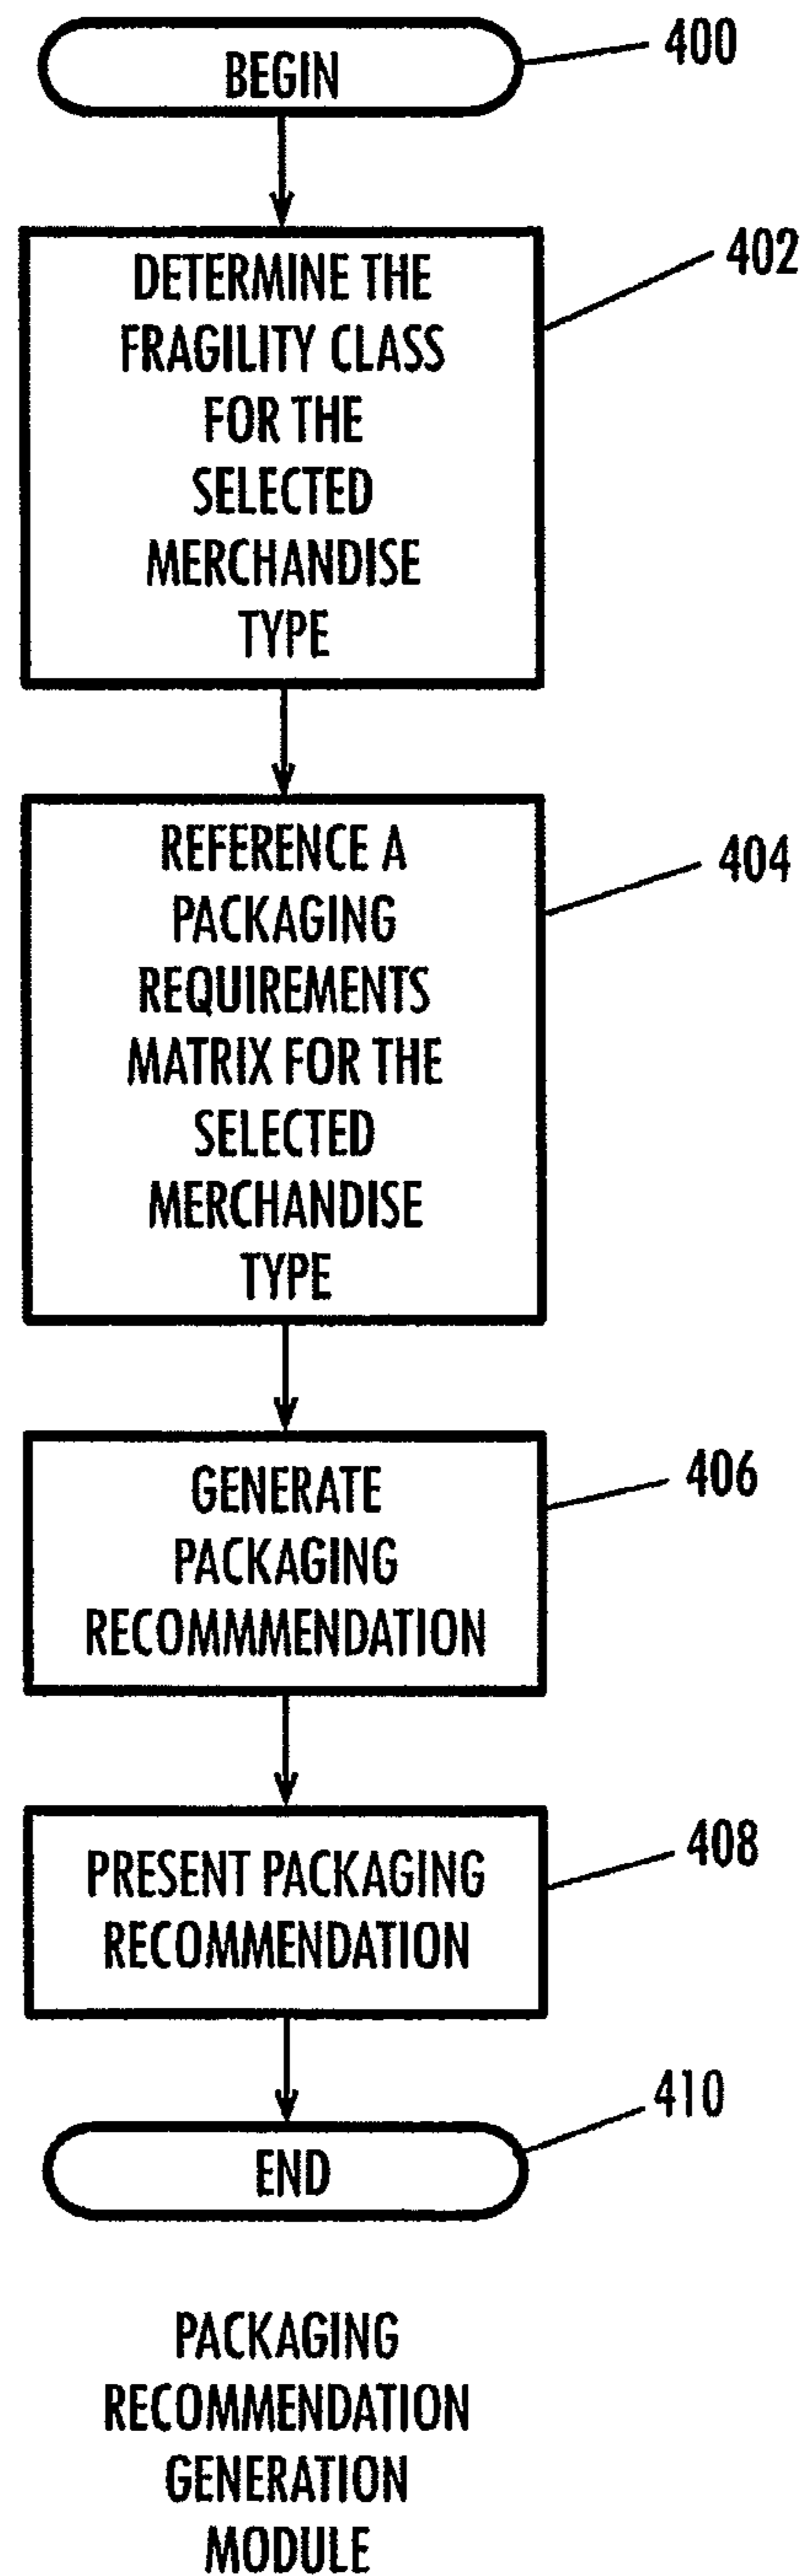 BEGIN
400
DETERMINE THE
FRAGILITY CLASS
FOR THE
SELECTED
MERCHANDISE
TYPE
402
REFERENCE A
PACKAGING
REQUIREMENTS
MATRIX FOR THE
SELECTED
MERCHANDISE
TYPE
404
GENERATE
PACKAGING
RECOMMMENDATION
406
PRESENT PACKAGING
RECOMMENDATION
408
END
410
PACKAGING
RECOMMENDATION
GENERATION
MODULE